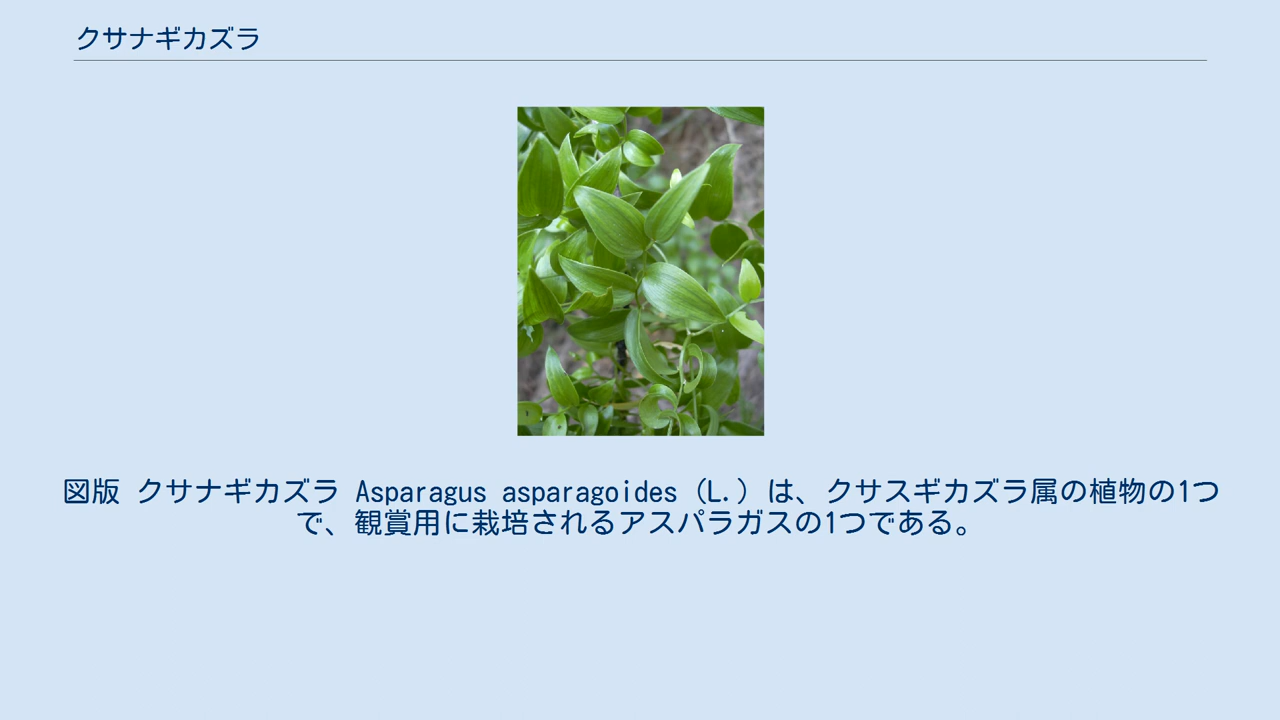 クサナギカズラ
図版 クサナギカズラ Asparagus asparagoides（L.）は、クサスギカズラ属の植物の1つ
で、観賞用に栽培されるアスパラガスの1つである。